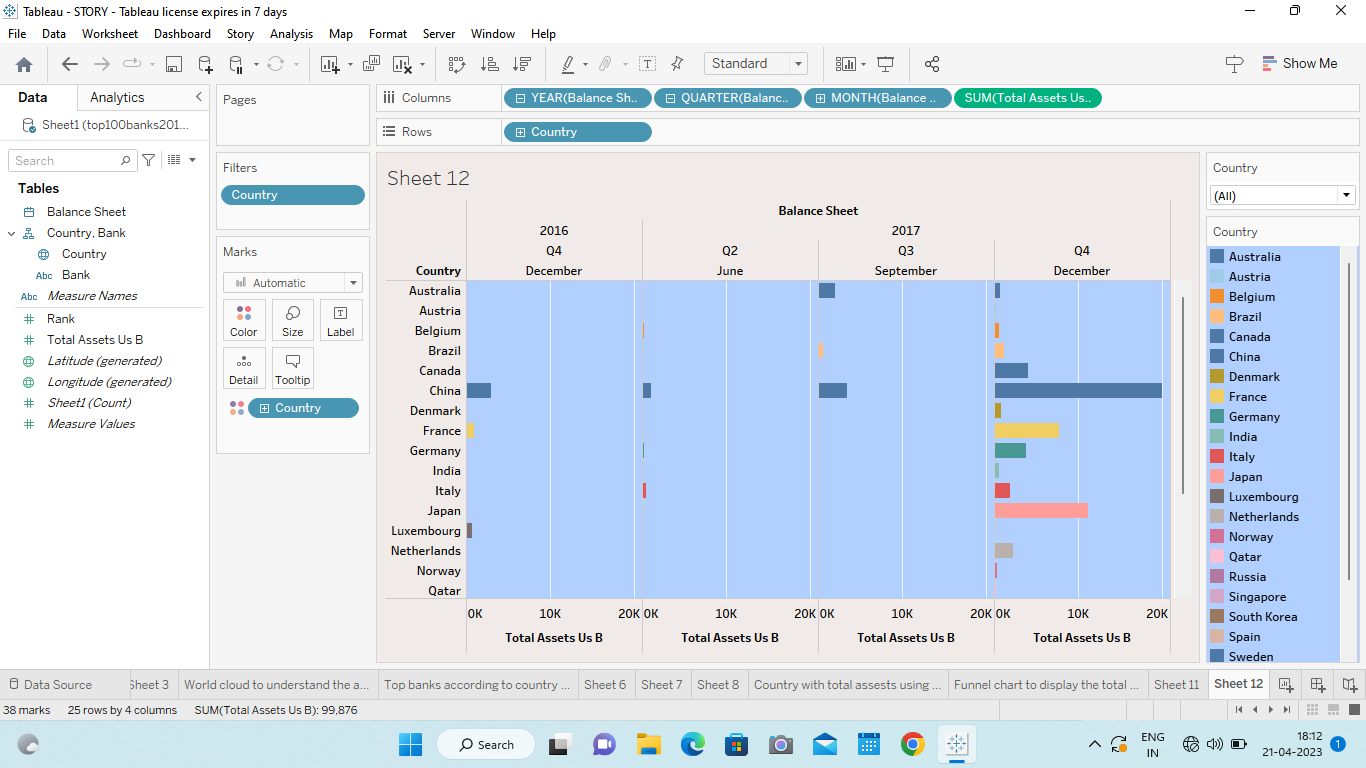 Tableau - STORY - Tableau license expires in 7 days
File Data Worksheet Dashboard Story Analysis Map Format Server Window Help
Standard
Show Me
Data Analytics
Sheet1 (top100banks201...
Search
Tables
Balance Sheet
Country, Bank
Country
Abc Bank
Abc Measure Names
Rank
Total Assets Us B
Latitude (generated)
Longitude (generated)
Sheet1 (Count)
Measure Values
Pages
Filters
Country
Marks
Automatic
Color Size Label
Detail Tooltip
Country
Columns YEAR(Balance Sh.. QUARTER(Balanc.. MONTH(Balance .. SUM(Total Assets Us..
Rows Country
Sheet 12
Balance Sheet
2016 2017
Q4 Q2 Q3 Q4
Country December June September December
Australia
Austria
Belgium
Brazil
Canada
China
Denmark
France
Germany
India
Italy
Japan
Luxembourg
Netherlands
Norway
Qatar
0K 10K 20K 0K 10K 20K 0K 10K 20K 0K 10K 20K
Total Assets Us B Total Assets Us B Total Assets Us B Total Assets Us B
Country
(All)
Country
Australia
Austria
Belgium
Brazil
Canada
China
Denmark
France
Germany
India
Italy
Japan
Luxembourg
Netherlands
Norway
Qatar
Russia
Singapore
South Korea
Spain
Sweden
Data Source Sheet 3 World cloud to understand the a... Top banks according to country ... Sheet 6 Sheet 7 Sheet 8 Country with total assests using ... Funnel chart to display the total ... Sheet 11 Sheet 12
38 marks 25 rows by 4 columns SUM(Total Assets Us B): 99,876
Search
ENG
IN
18:12
21-04-2023
1